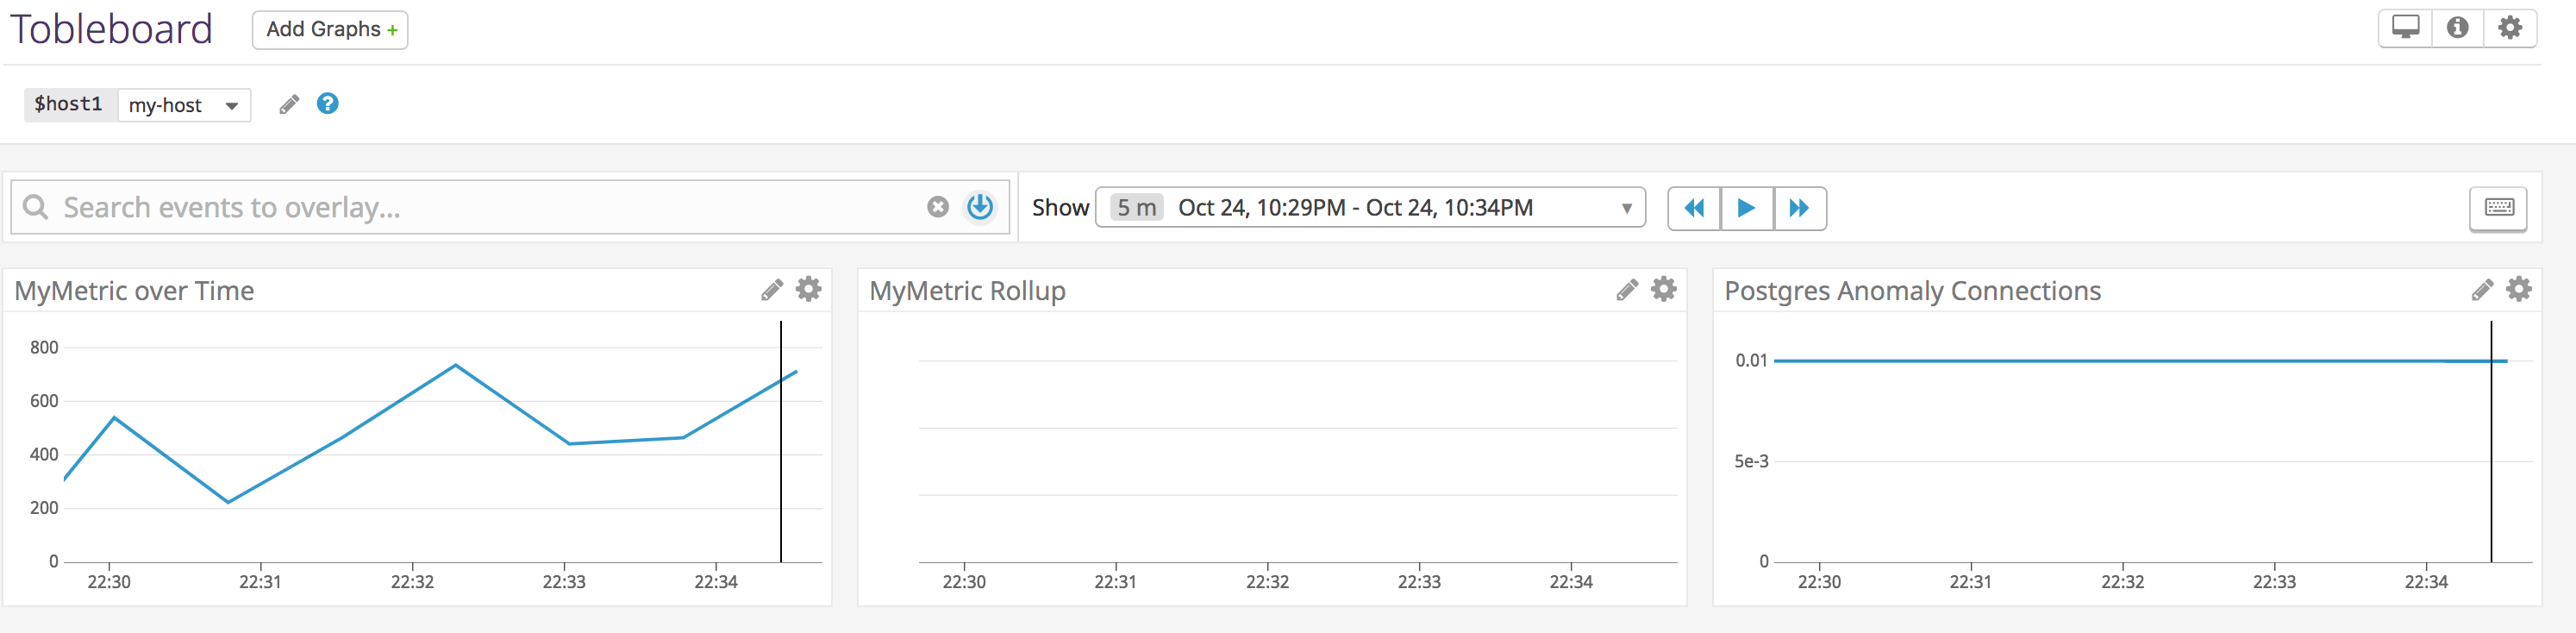 Tobleboard Add Graphs +
$host1 my-host
Search events to overlay... Show 5 m Oct 24, 10:29PM - Oct 24, 10:34PM
MyMetric over Time
800
600
400
200
0
22:30 22:31 22:32 22:33 22:34
MyMetric Rollup
22:30 22:31 22:32 22:33 22:34
Postgres Anomaly Connections
0.01
5e-3
0
22:30 22:31 22:32 22:33 22:34